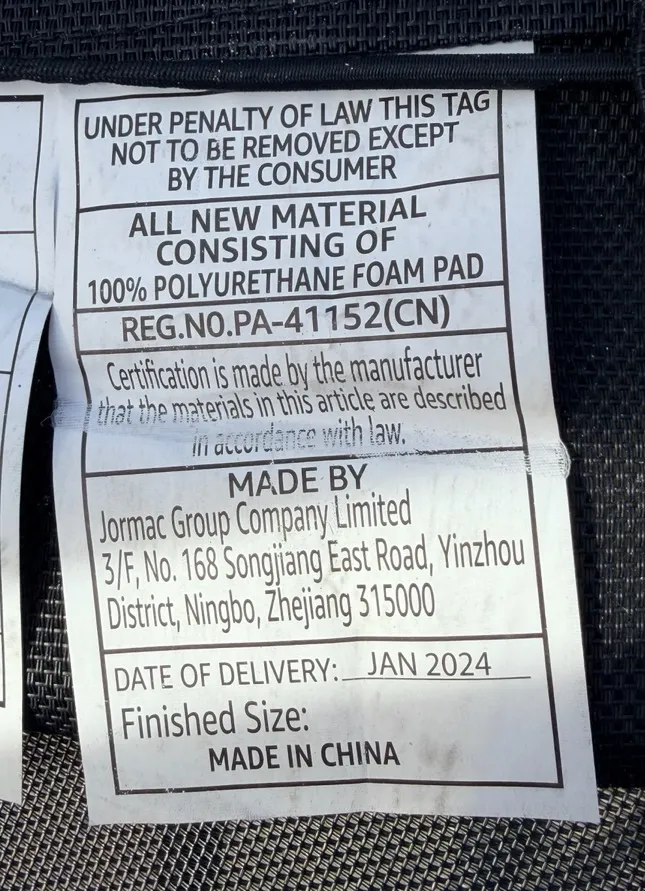 UNDER PENALTY OF LAW THIS TAG
NOT TO BE REMOVED EXCEPT
BY THE CONSUMER
ALL NEW MATERIAL
CONSISTING OF
100% POLYURETHANE FOAM PAD
REG.NO.PA-41152(CN)
Certification is made by the manufacturer
that the materials in this article are described
in accordance with law.
MADE BY
Jormac Group Company Limited
3/F, No. 168 Songjiang East Road, Yinzhou
District, Ningbo, Zhejiang 315000
DATE OF DELIVERY: JAN 2024
Finished Size:
MADE IN CHINA